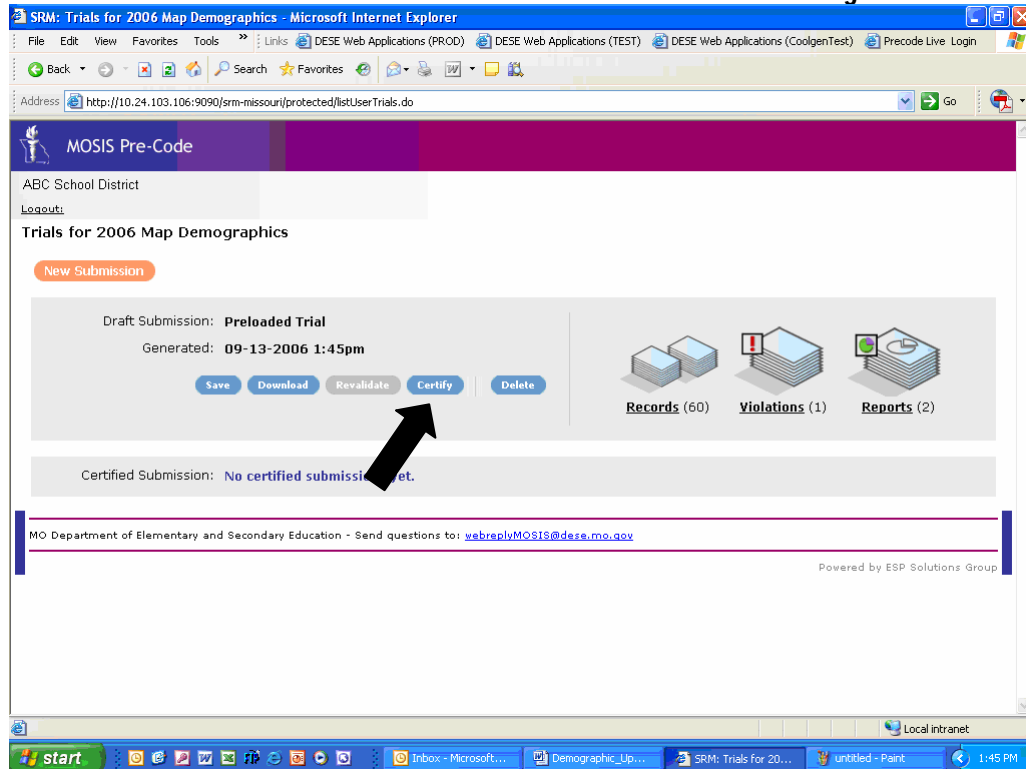 SRM: Trials for 2006 Map Demographics - Microsoft Internet Explorer
File Edit View Favorites Tools » Links DESE Web Applications (PROD) DESE Web Applications (TEST) DESE Web Applications (CoolgenTest) Precode Live Login
Back Search Favorites
Address http://10.24.103.106:9090/srm-missouri/protected/listUserTrials.do Go
MOSIS Pre-Code
ABC School District
Logout:
Trials for 2006 Map Demographics
New Submission
Draft Submission: Preloaded Trial
Generated: 09-13-2006 1:45pm
Save Download Revalidate Certify Delete
Records (60) Violations (1) Reports (2)
Certified Submission: No certified submission yet.
MO Department of Elementary and Secondary Education - Send questions to: webreplyMOSIS@dese.mo.gov
Powered by ESP Solutions Group
Local intranet
start Inbox - Microsoft... Demographic_Up... SRM: Trials for 20... untitled - Paint 1:45 PM